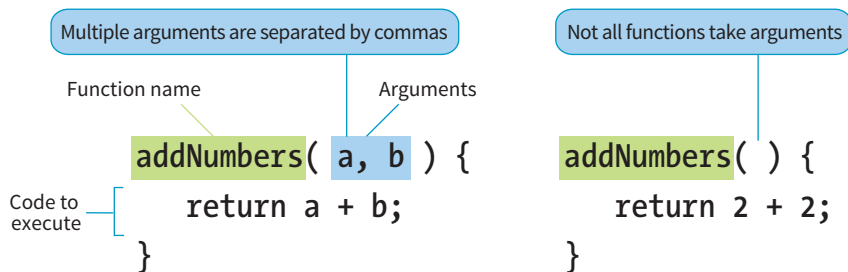 Multiple arguments are separated by commas
Not all functions take arguments
Function name
Arguments
addNumbers( a, b ) {
return a + b;
}
Code to
execute
addNumbers( ) {
return 2 + 2;
}